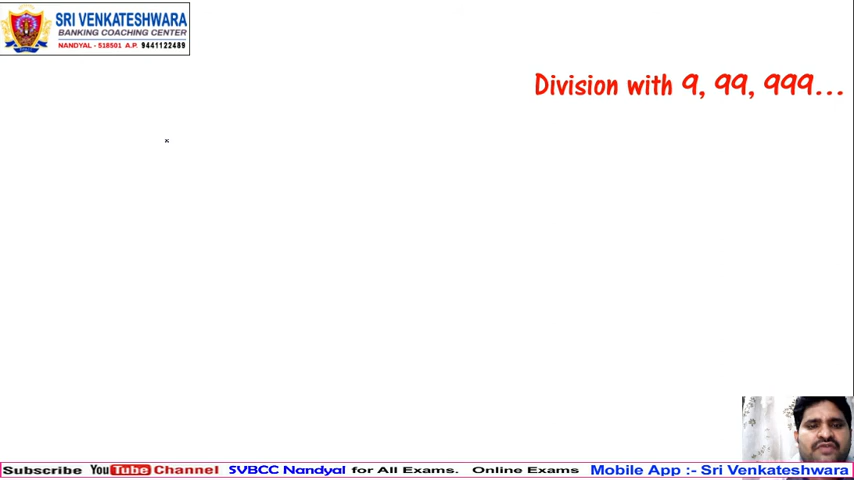 SRI VENKATESHWARA
BANKING COACHING CENTER
NANDYAL - 518501 A.P. 9441122489
Division with 9, 99, 999...
Subscribe YouTube Channel SVBCC Nandyal for All Exams. Online Exams Mobile App :- Sri Venkateshwara